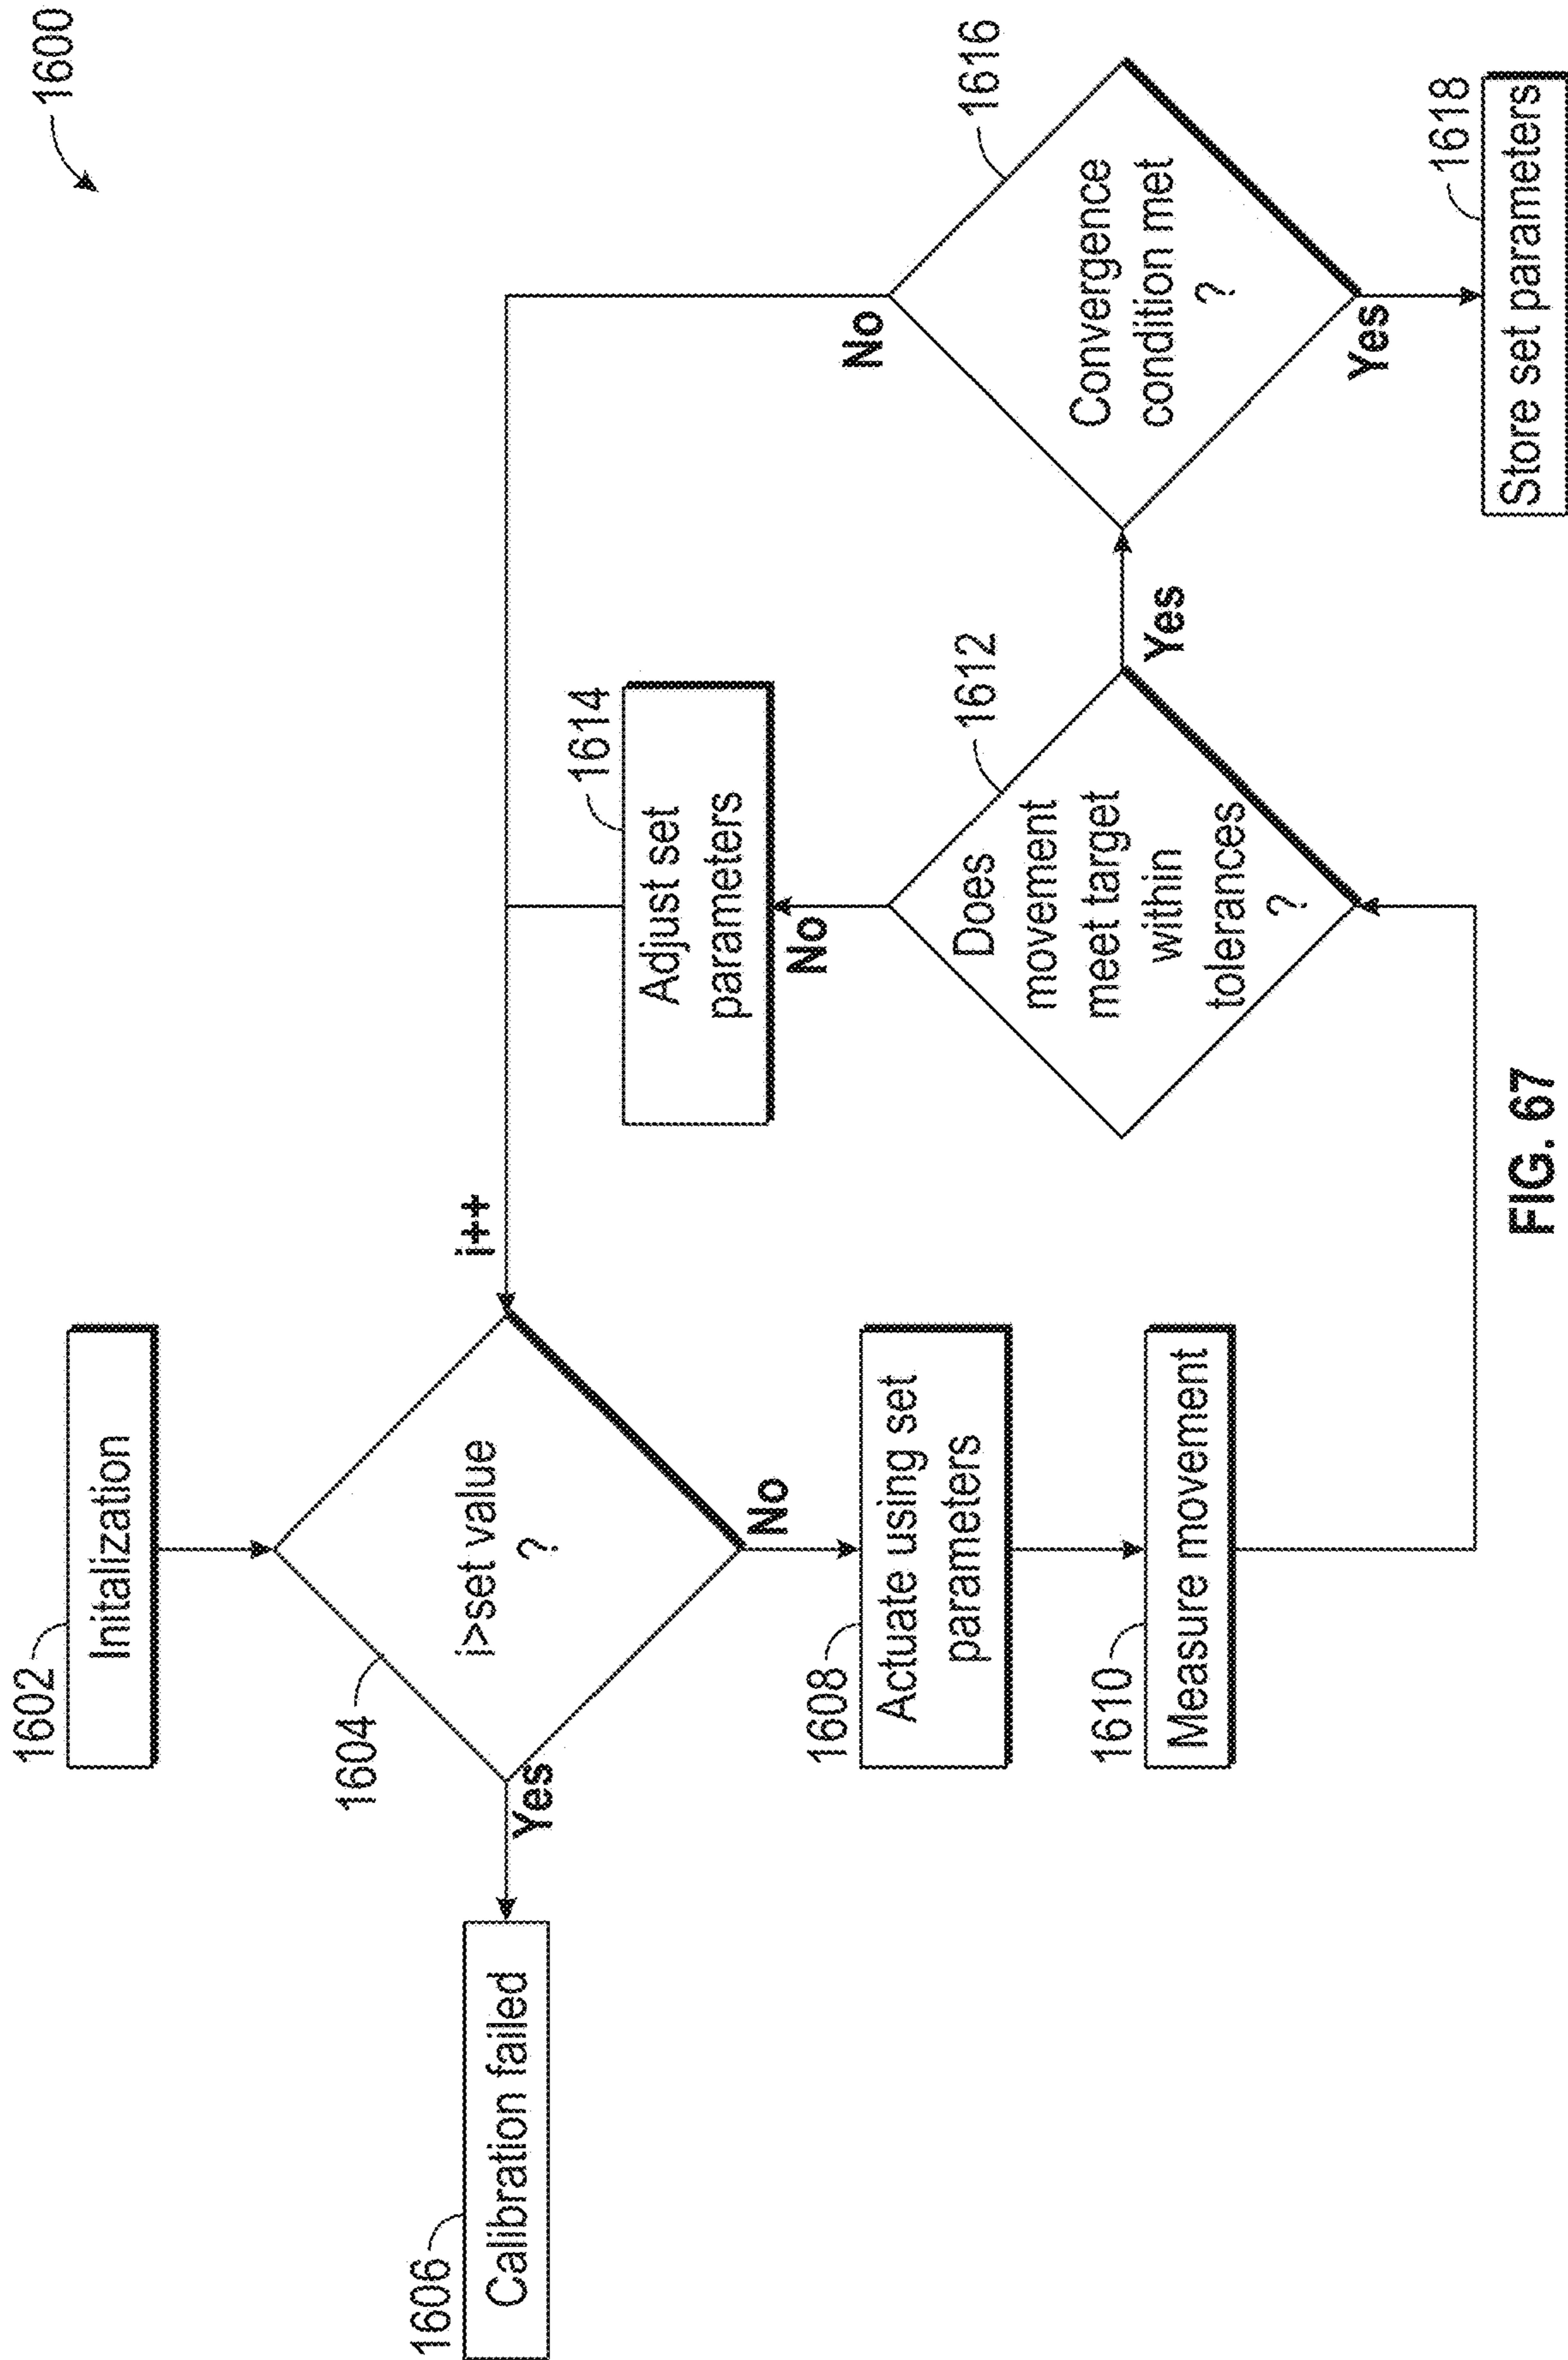 1600
1602
Initalization
1604
i>set value
?
i++
Yes
1606
Calibration failed
No
1608
Actuate using set
parameters
1610
Measure movement
1612
Does
movement
meet target
within
tolerances
?
No
1614
Adjust set
parameters
Yes
1616
Convergence
condition met
?
No
Yes
1618
Store set parameters
FIG. 67